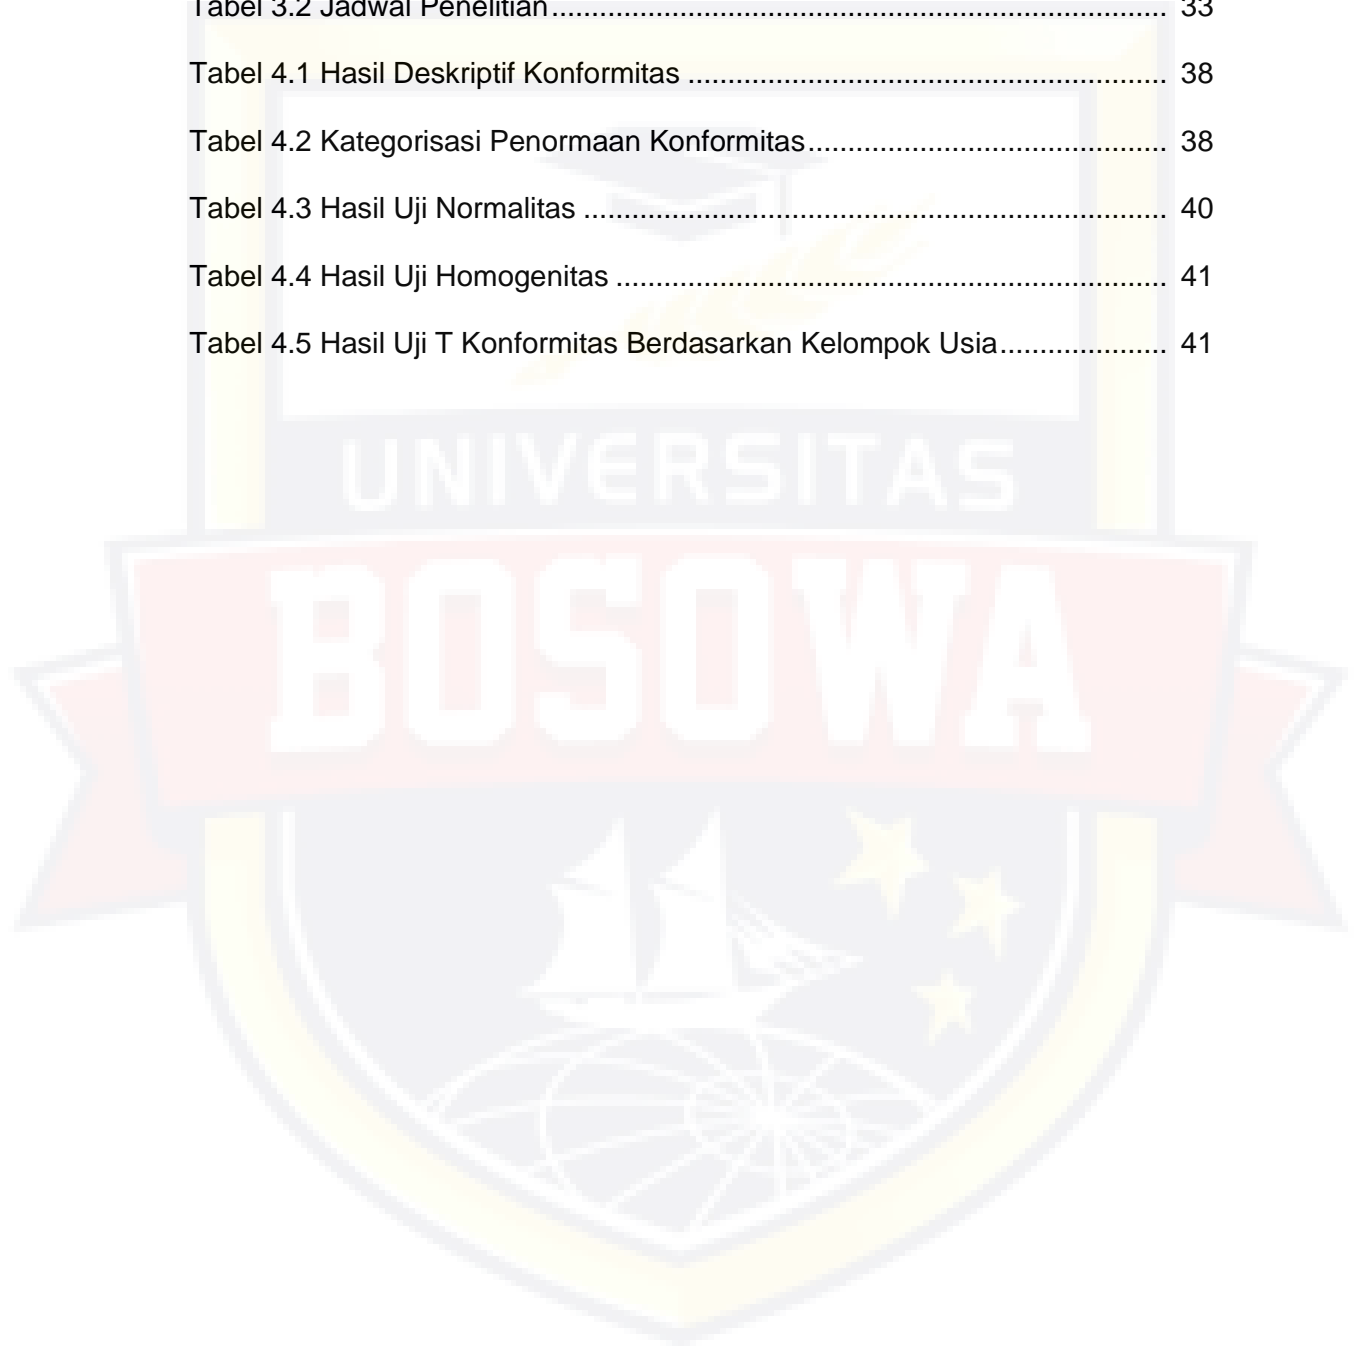 Tabel 3.2 Jadwal Penelitian............................................................................ 33
Tabel 4.1 Hasil Deskriptif Konformitas ........................................................... 38
Tabel 4.2 Kategorisasi Penormaan Konformitas............................................ 38
Tabel 4.3 Hasil Uji Normalitas ........................................................................ 40
Tabel 4.4 Hasil Uji Homogenitas .................................................................... 41
Tabel 4.5 Hasil Uji T Konformitas Berdasarkan Kelompok Usia..................... 41
UNIVERSITAS
BOSOWA